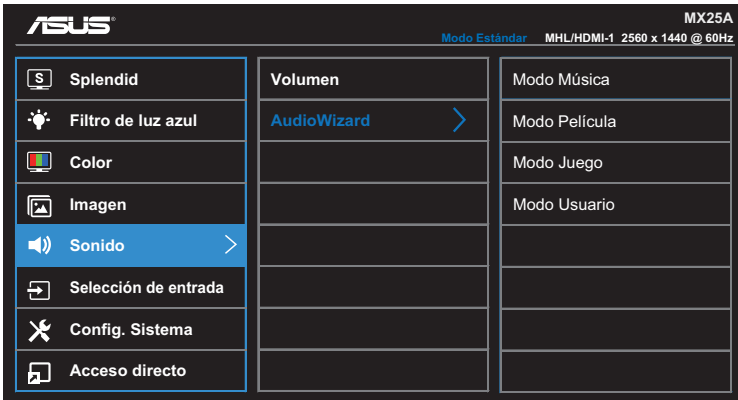 ASUS
MX25A
Modo Estándar MHL/HDMI-1 2560 x 1440 @ 60Hz
S Splendid
Filtro de luz azul
Color
Imagen
Sonido
Selección de entrada
Config. Sistema
Acceso directo
Volumen
AudioWizard
Modo Música
Modo Película
Modo Juego
Modo Usuario